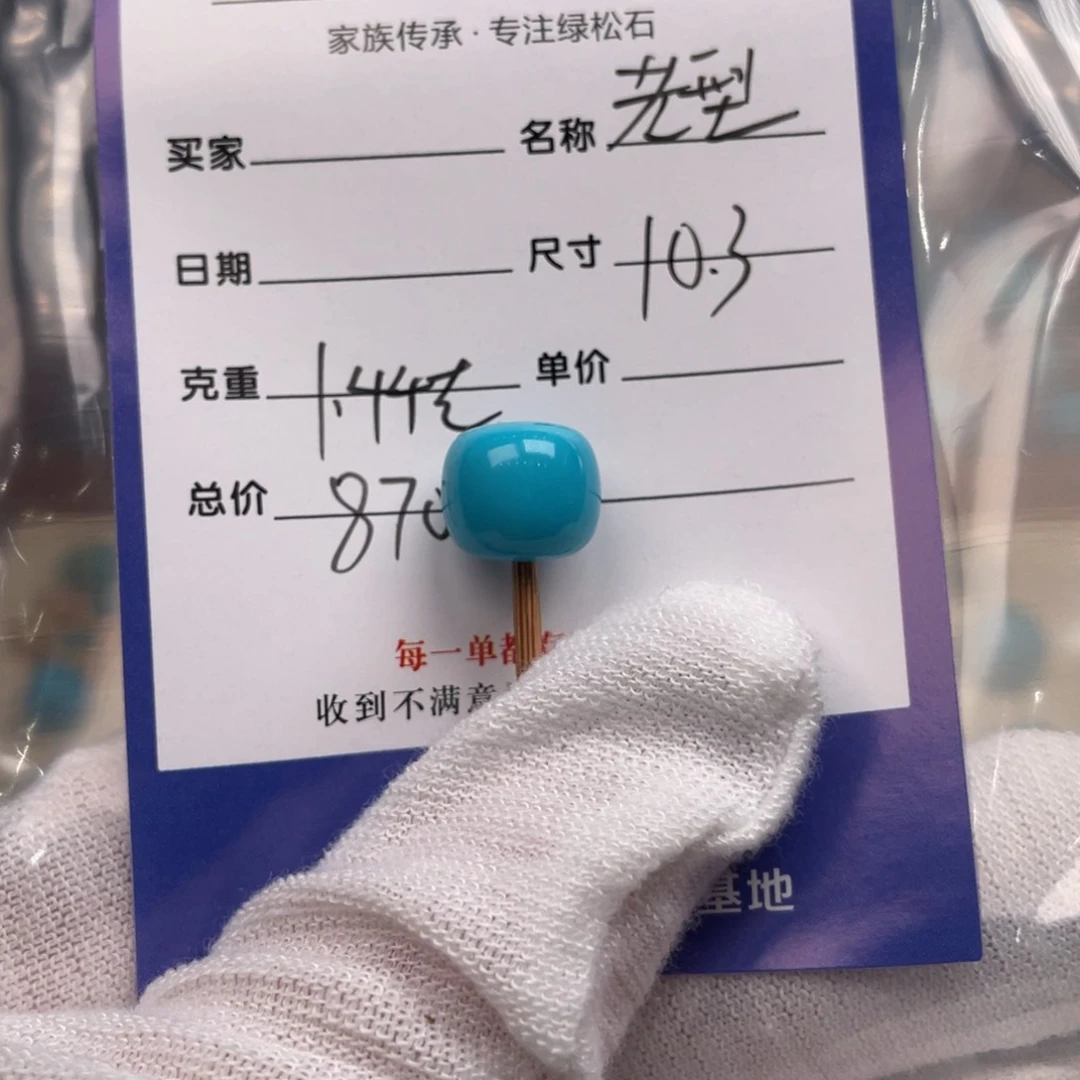 家族传承·专注绿松石
买家 名称 老型
日期 尺寸 10.3
克重 1.44 单价
总价 870
每一单都
收到不满意
基地